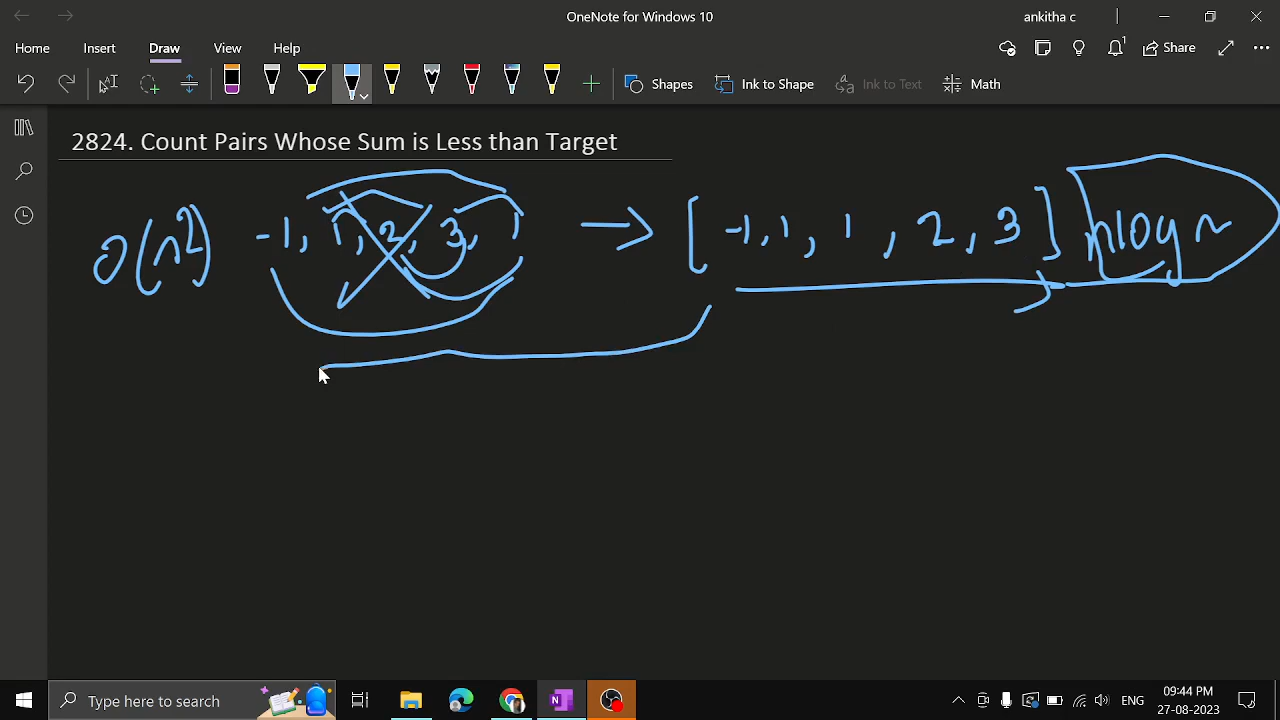 OneNote for Windows 10
ankitha c
Home Insert Draw View Help
Share
Shapes Ink to Shape Ink to Text Math
2824. Count Pairs Whose Sum is Less than Target
O(n²) -1, 1, 2, 3, 1 → [ -1, 1, 1, 2, 3 ] nlogn
Type here to search
ENG
09:44 PM
27-08-2023